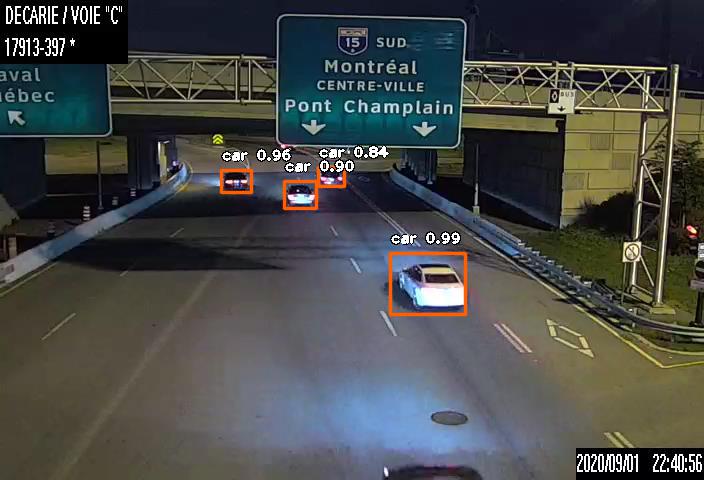 DECARIE / VOIE "C"
17913-397 *
aval
ébec
15 SUD
Montréal
CENTRE-VILLE
Pont Champlain
BUS
car 0.96
car 0.84
car 0.90
car 0.99
2020/09/01 22:40:56